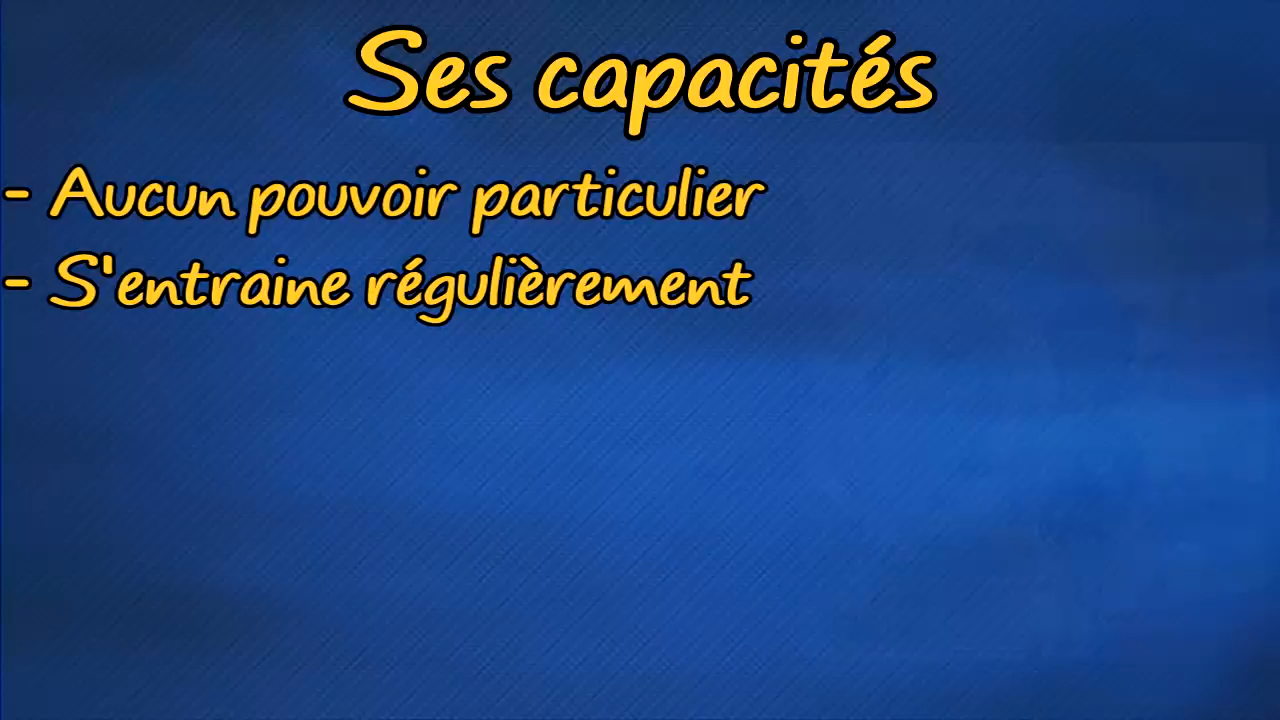 Ses capacités
- Aucun pouvoir particulier
- S'entraine régulièrement